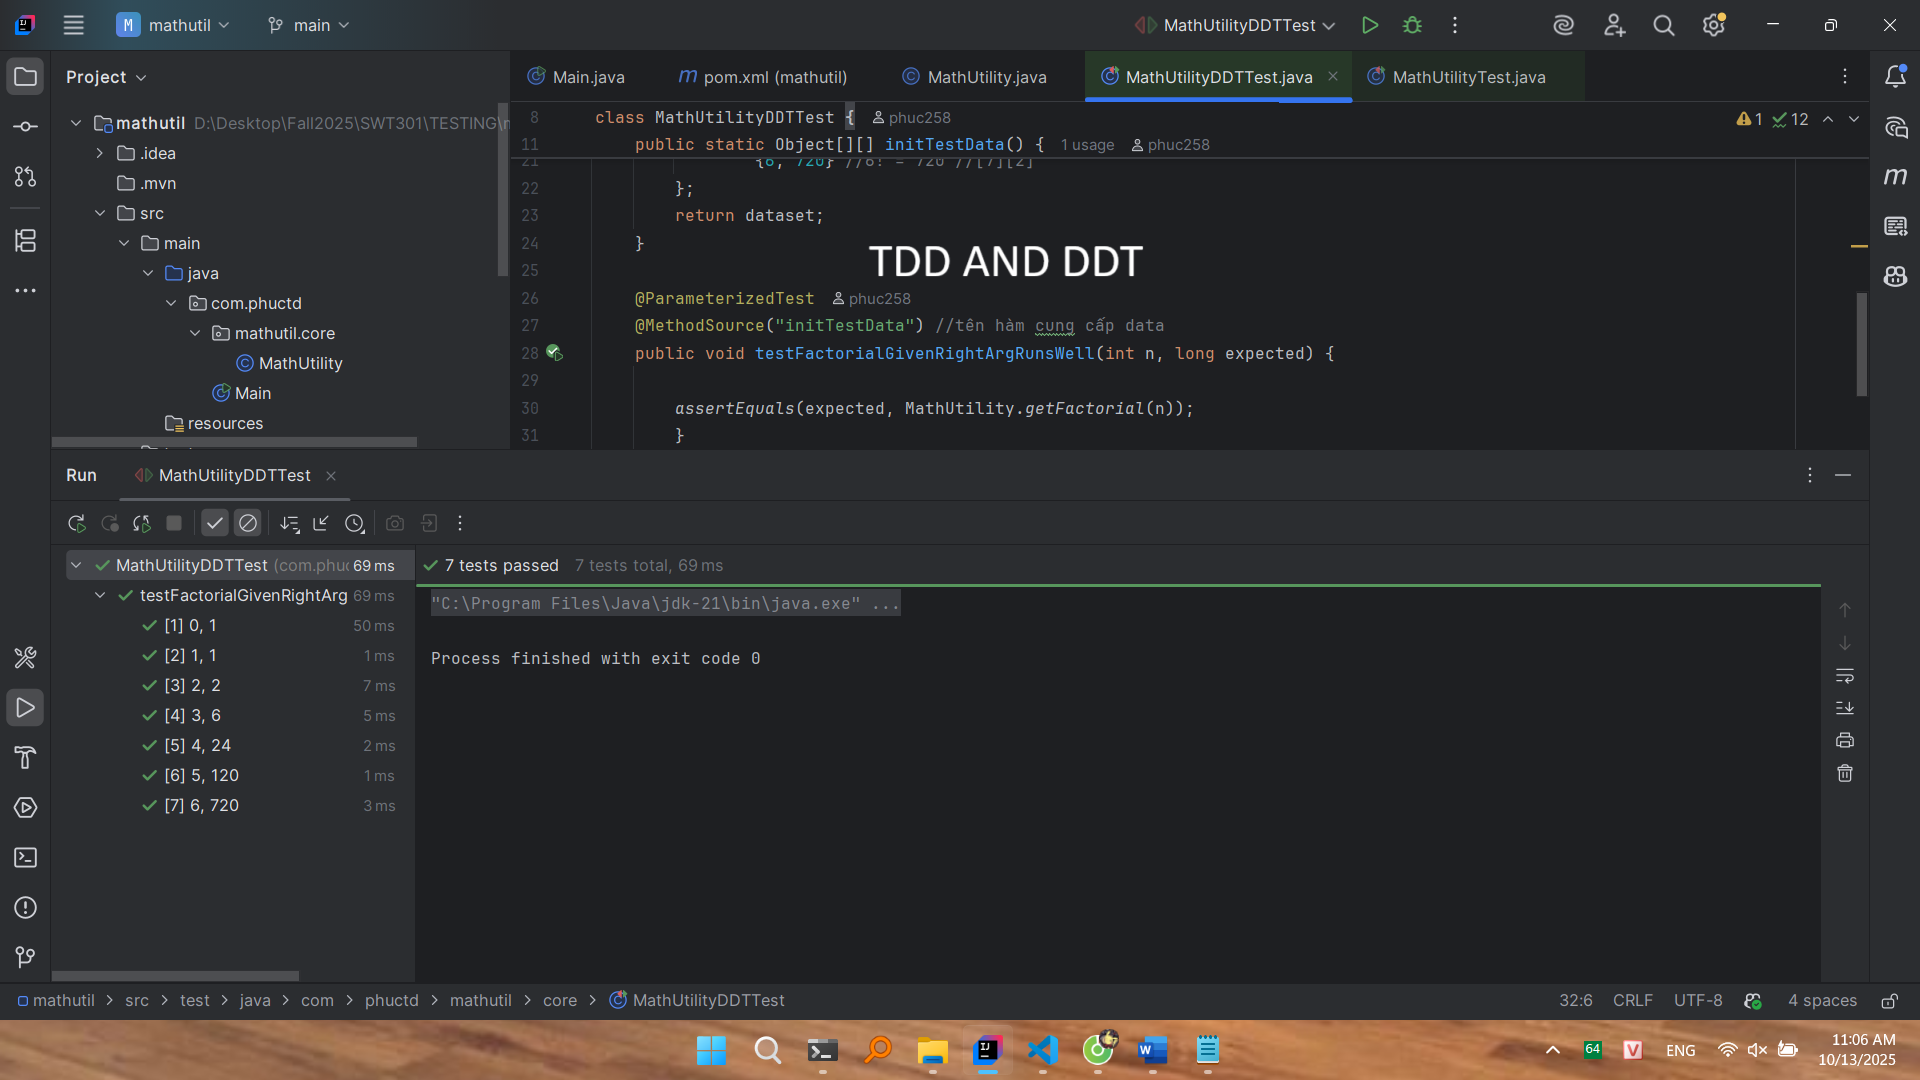 mathutil
main
MathUtilityDDTTest
Project
Main.java
pom.xml (mathutil)
MathUtility.java
MathUtilityDDTTest.java
MathUtilityTest.java
mathutil D:\Desktop\Fall2025\SWT301\TESTING\
.idea
.mvn
src
main
java
com.phuctd
mathutil.core
MathUtility
Main
resources
8 class MathUtilityDDTTest { phuc258
1 12
11 public static Object[][] initTestData() { 1 usage phuc258
21 {6, 720} //6! = 720 //[7][2]
22 };
23 return dataset;
24 }
TDD AND DDT
25
26 @ParameterizedTest phuc258
27 @MethodSource("initTestData") //tên hàm cung cấp data
28 public void testFactorialGivenRightArgRunsWell(int n, long expected) {
29
30 assertEquals(expected, MathUtility.getFactorial(n));
31 }
Run
MathUtilityDDTTest
MathUtilityDDTTest (com.phuc 69 ms
testFactorialGivenRightArg 69 ms
[1] 0, 1 50 ms
[2] 1, 1 1 ms
[3] 2, 2 7 ms
[4] 3, 6 5 ms
[5] 4, 24 2 ms
[6] 5, 120 1 ms
[7] 6, 720 3 ms
7 tests passed 7 tests total, 69 ms
"C:\Program Files\Java\jdk-21\bin\java.exe" ...
Process finished with exit code 0
mathutil > src > test > java > com > phuctd > mathutil > core > MathUtilityDDTTest
32:6 CRLF UTF-8 4 spaces
64
V
ENG
11:06 AM
10/13/2025